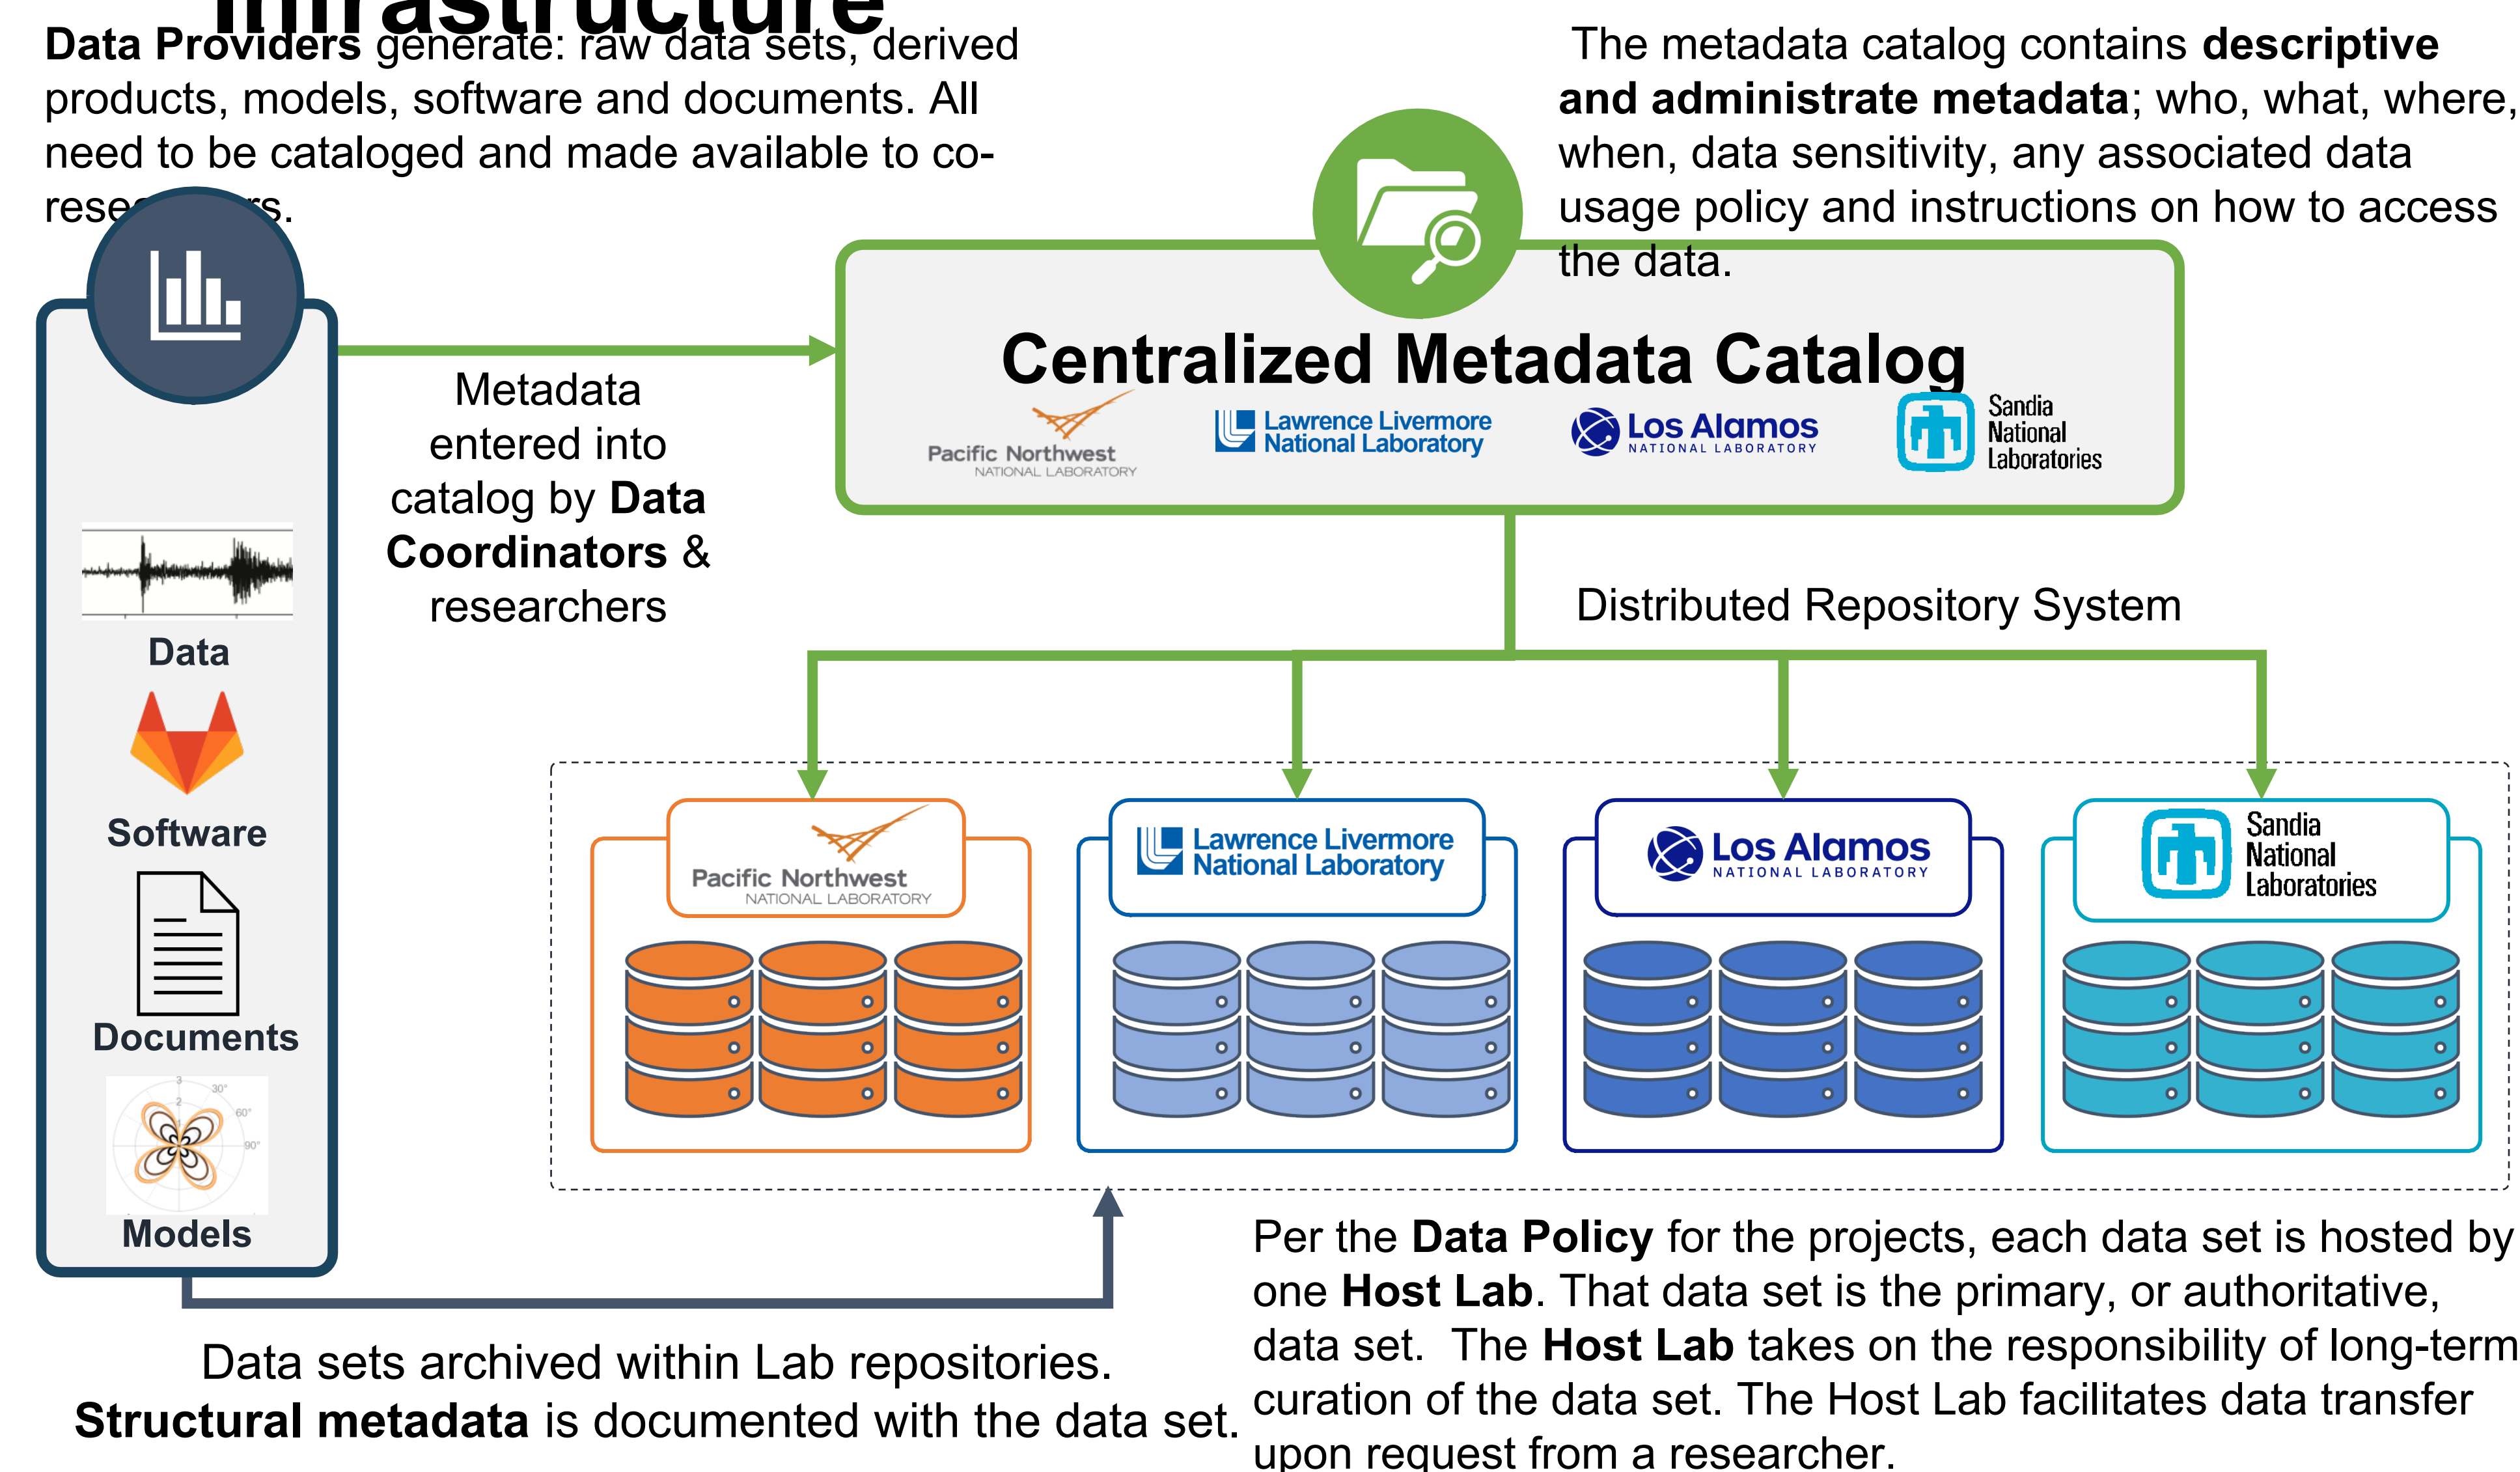 Infrastructure
Data Providers generate: raw data sets, derived
products, models, software and documents. All
need to be cataloged and made available to co-
rese rs.
The metadata catalog contains descriptive
and administrate metadata; who, what, where,
when, data sensitivity, any associated data
usage policy and instructions on how to access
the data.
Centralized Metadata Catalog
Pacific Northwest
NATIONAL LABORATORY
Lawrence Livermore
National Laboratory
Los Alamos
NATIONAL LABORATORY
Sandia
National
Laboratories
Metadata
entered into
catalog by Data
Coordinators &
researchers
Data
Software
Documents
3
2
30°
60°
90°
Models
Distributed Repository System
Pacific Northwest
NATIONAL LABORATORY
Lawrence Livermore
National Laboratory
Los Alamos
NATIONAL LABORATORY
Sandia
National
Laboratories
Data sets archived within Lab repositories.
Structural metadata is documented with the data set.
Per the Data Policy for the projects, each data set is hosted by
one Host Lab. That data set is the primary, or authoritative,
data set. The Host Lab takes on the responsibility of long-term
curation of the data set. The Host Lab facilitates data transfer
upon request from a researcher.